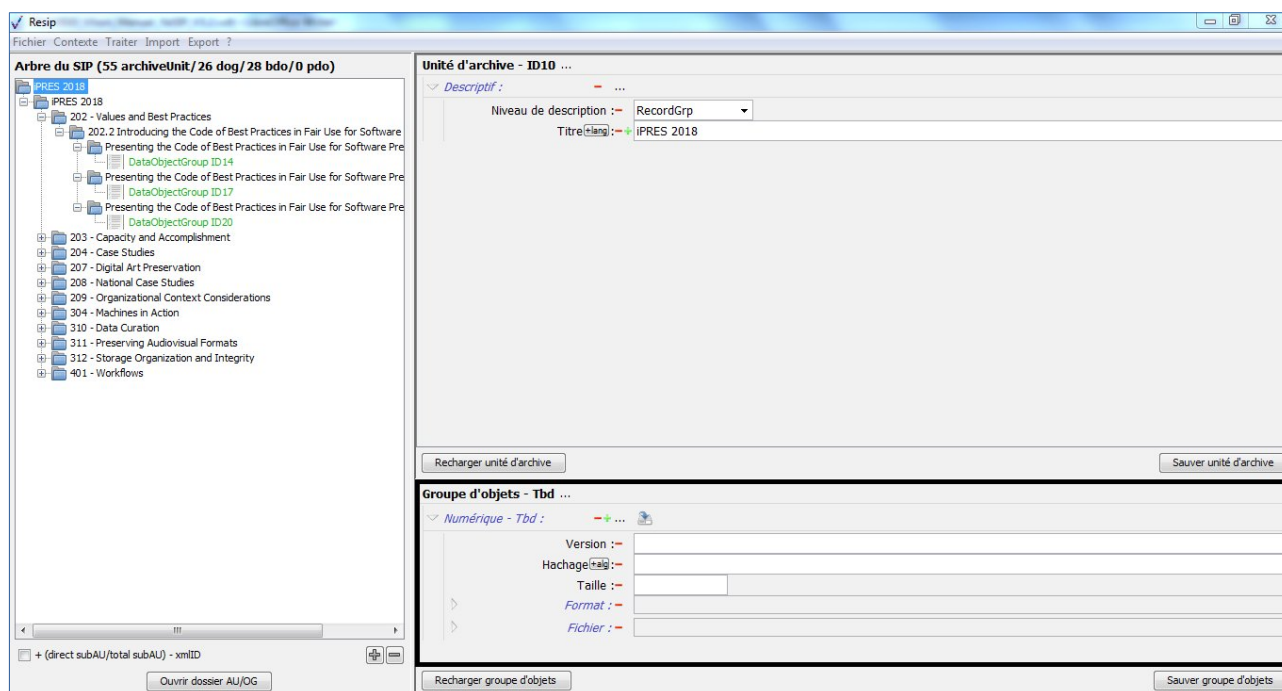 Resip
Fichier Contexte Traiter Import Export ?
Arbre du SIP (55 archiveUnit/26 dog/28 bdo/0 pdo)
iPRES 2018
iPRES 2018
202 - Values and Best Practices
202.2 Introducing the Code of Best Practices in Fair Use for Software
Presenting the Code of Best Practices in Fair Use for Software Pre
DataObjectGroup ID14
Presenting the Code of Best Practices in Fair Use for Software Pre
DataObjectGroup ID17
Presenting the Code of Best Practices in Fair Use for Software Pre
DataObjectGroup ID20
203 - Capacity and Accomplishment
204 - Case Studies
207 - Digital Art Preservation
208 - National Case Studies
209 - Organizational Context Considerations
304 - Machines in Action
310 - Data Curation
311 - Preserving Audiovisual Formats
312 - Storage Organization and Integrity
401 - Workflows
+ (direct subAU/total subAU) - xmlID
Ouvrir dossier AU/OG
Unité d'archive - ID10 ...
Descriptif : - ...
Niveau de description :- RecordGrp
Titre +lang :-+ iPRES 2018
Recharger unité d'archive
Sauver unité d'archive
Groupe d'objets - Tbd ...
Numérique - Tbd : -+ ...
Version :-
Hachage +alg :-
Taille :-
Format : -
Fichier : -
Recharger groupe d'objets
Sauver groupe d'objets